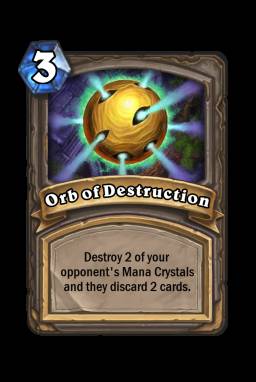 3
Orb of Destruction
Destroy 2 of your
opponent's Mana Crystals
and they discard 2 cards.